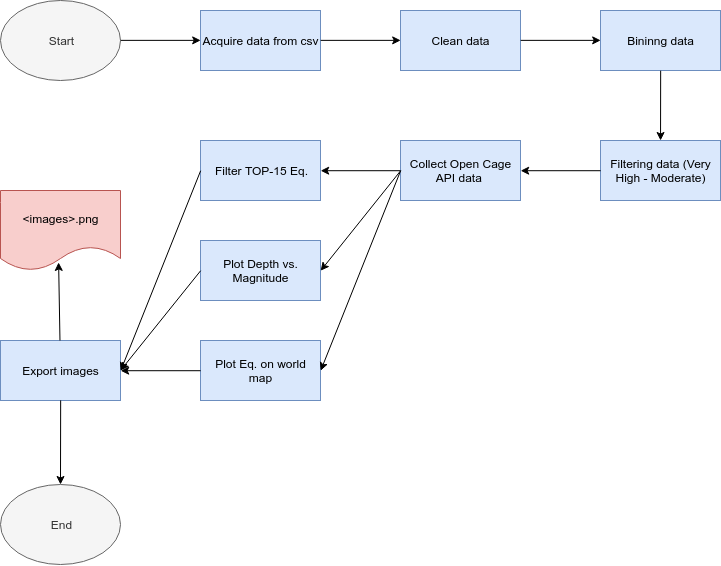 Start
Acquire data from csv
Clean data
Bininng data
Filter TOP-15 Eq.
Collect Open Cage
API data
Filtering data (Very
High - Moderate)
<images>.png
Plot Depth vs.
Magnitude
Export images
Plot Eq. on world
map
End